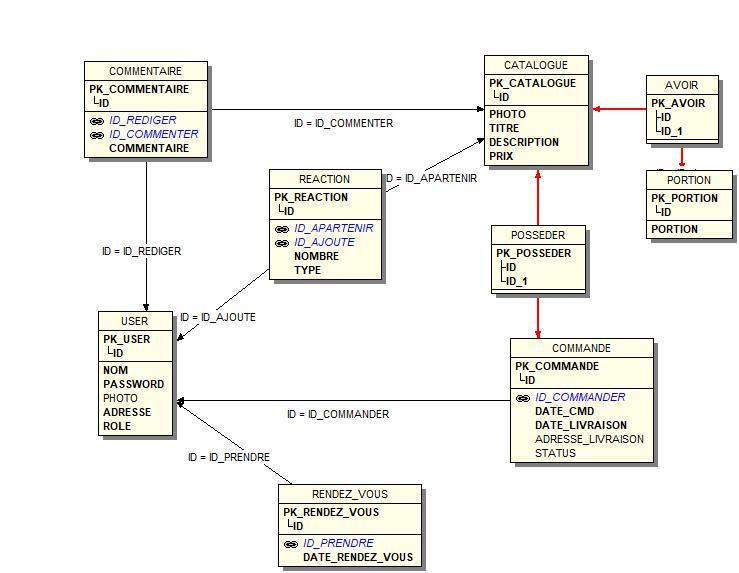 COMMENTAIRE
PK_COMMENTAIRE
ID
ID_REDIGER
ID_COMMENTER
COMMENTAIRE
ID = ID_COMMENTER
CATALOGUE
PK_CATALOGUE
ID
PHOTO
TITRE
DESCRIPTION
PRIX
AVOIR
PK_AVOIR
ID
ID_1
PORTION
PK_PORTION
ID
PORTION
REACTION
PK_REACTION
ID
ID_APARTENIR
ID_AJOUTE
NOMBRE
TYPE
ID = ID_APARTENIR
POSSEDER
PK_POSSEDER
ID
ID_1
ID = ID_REDIGER
ID = ID_AJOUTE
USER
PK_USER
ID
NOM
PASSWORD
PHOTO
ADRESSE
ROLE
COMMANDE
PK_COMMANDE
ID
ID_COMMANDER
DATE_CMD
DATE_LIVRAISON
ADRESSE_LIVRAISON
STATUS
ID = ID_COMMANDER
ID = ID_PRENDRE
RENDEZ_VOUS
PK_RENDEZ_VOUS
ID
ID_PRENDRE
DATE_RENDEZ_VOUS